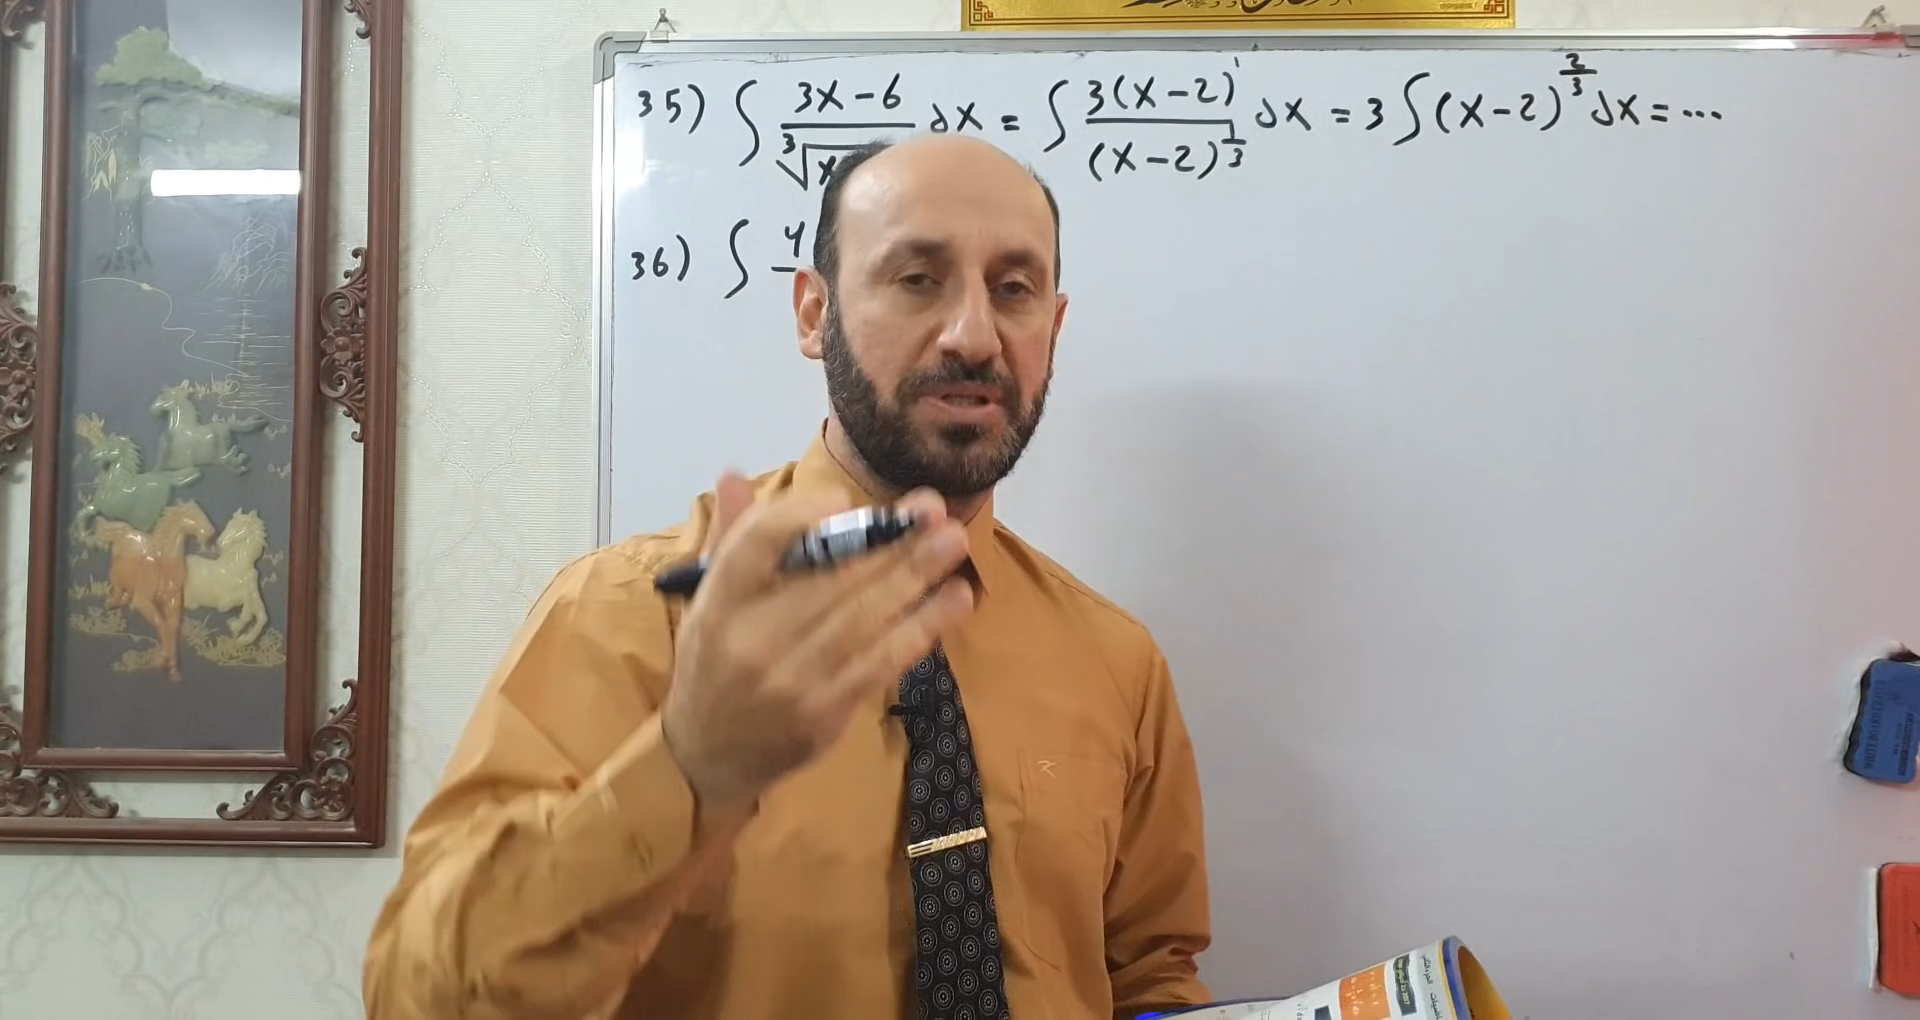 35) ∫ 3x-6 / ∛x dx = ∫ 3(x-2)¹ / (x-2)^(1/3) dx = 3 ∫ (x-2)^(2/3) dx = ...
36) ∫ 4